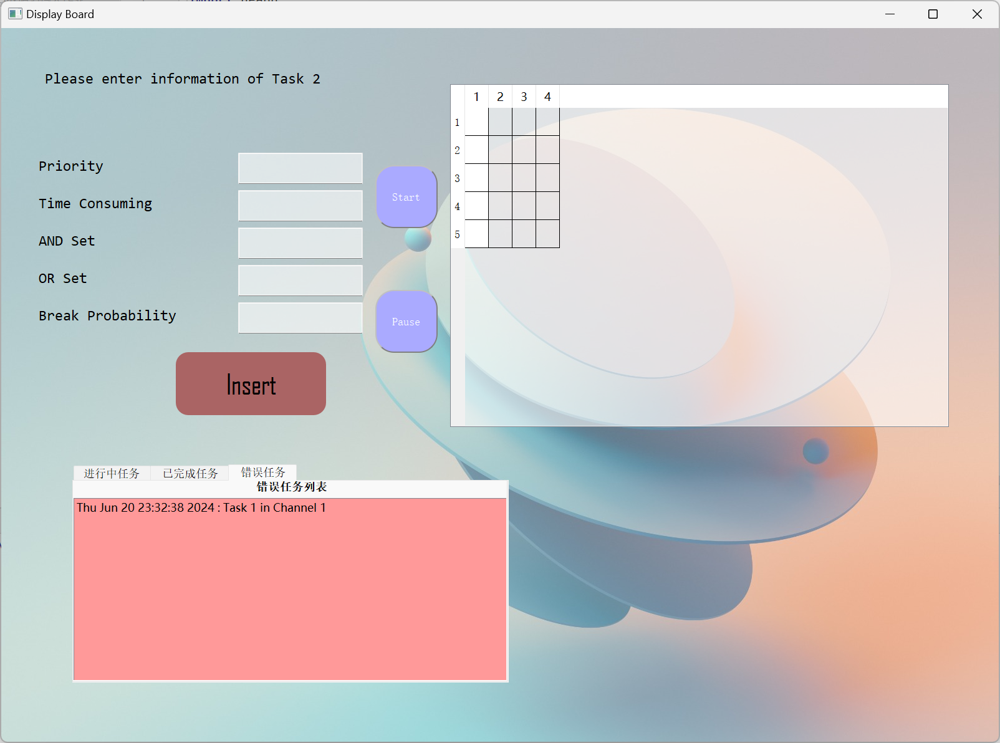 Display Board
Please enter information of Task 2
Priority
Time Consuming
AND Set
OR Set
Break Probability
Start
Pause
Insert
1 2 3 4
1
2
3
4
5
进行中任务 已完成任务 错误任务
错误任务列表
Thu Jun 20 23:32:38 2024 : Task 1 in Channel 1